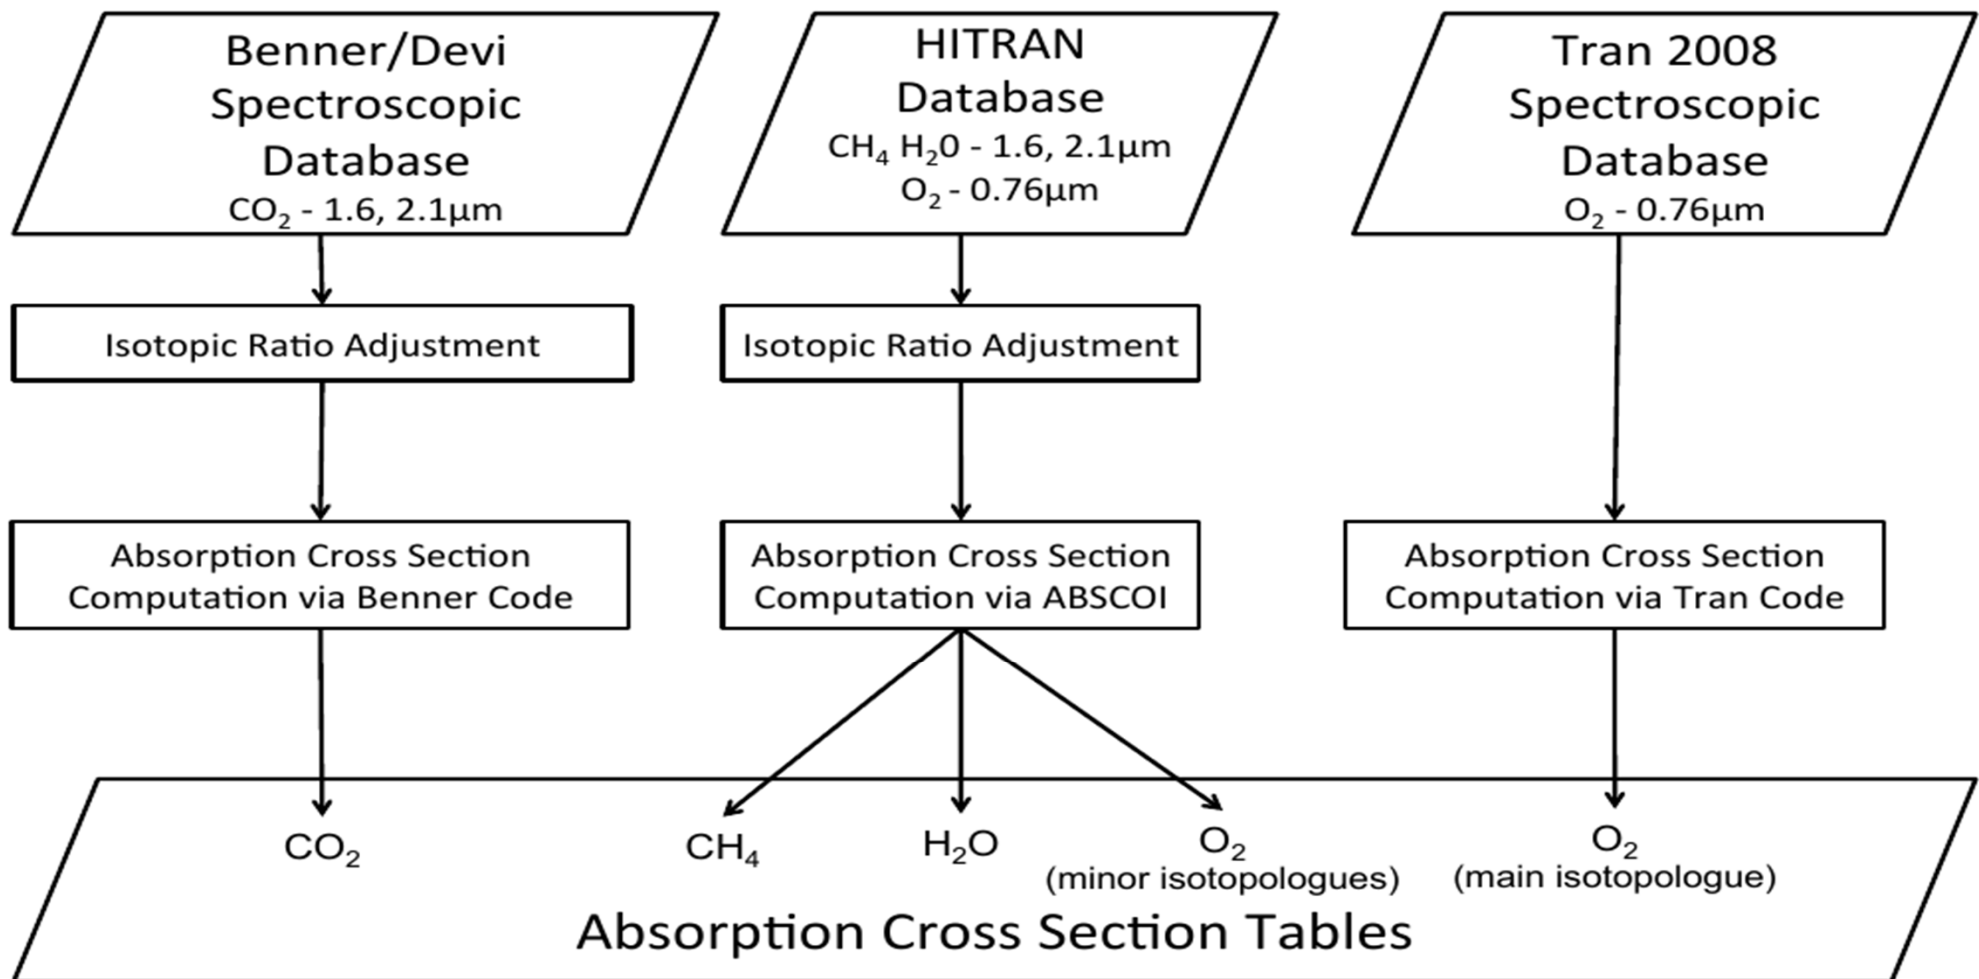 Benner/Devi
Spectroscopic
Database
CO₂ - 1.6, 2.1µm
HITRAN
Database
CH₄ H₂0 - 1.6, 2.1µm
O₂ - 0.76µm
Tran 2008
Spectroscopic
Database
O₂ - 0.76µm
Isotopic Ratio Adjustment
Isotopic Ratio Adjustment
Absorption Cross Section
Computation via Benner Code
Absorption Cross Section
Computation via ABSCOI
Absorption Cross Section
Computation via Tran Code
CO₂
CH₄
H₂O
O₂
(minor isotopologues)
O₂
(main isotopologue)
Absorption Cross Section Tables